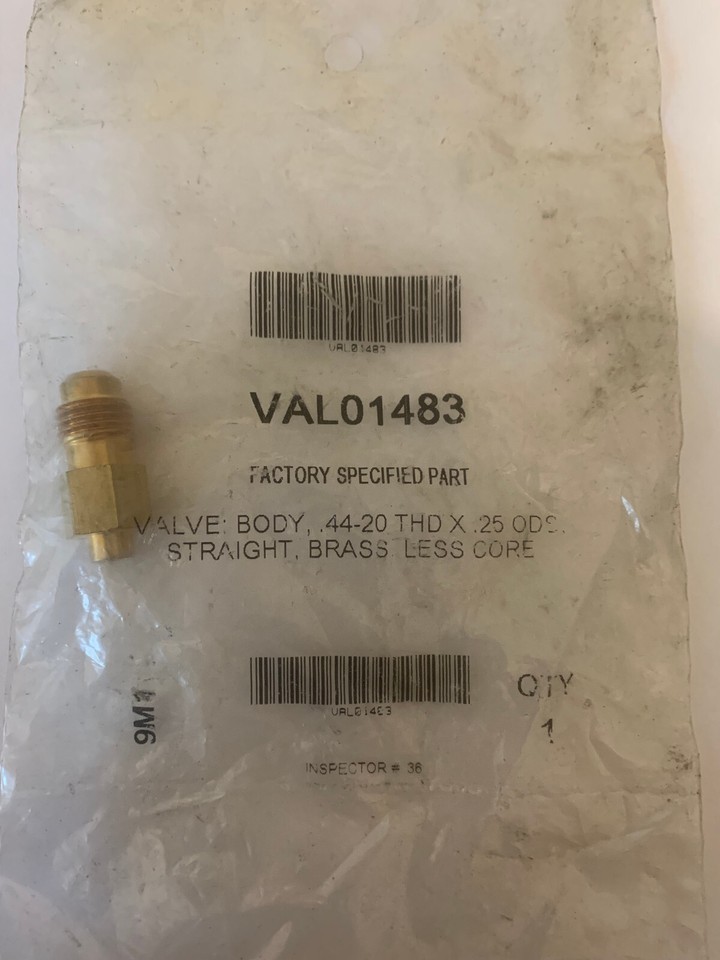 VAL01483
VAL01483
FACTORY SPECIFIED PART
VALVE: BODY, .44-20 THD X .25 ODS,
STRAIGHT, BRASS LESS CORE
VAL01483
QTY
1
INSPECTOR # 36